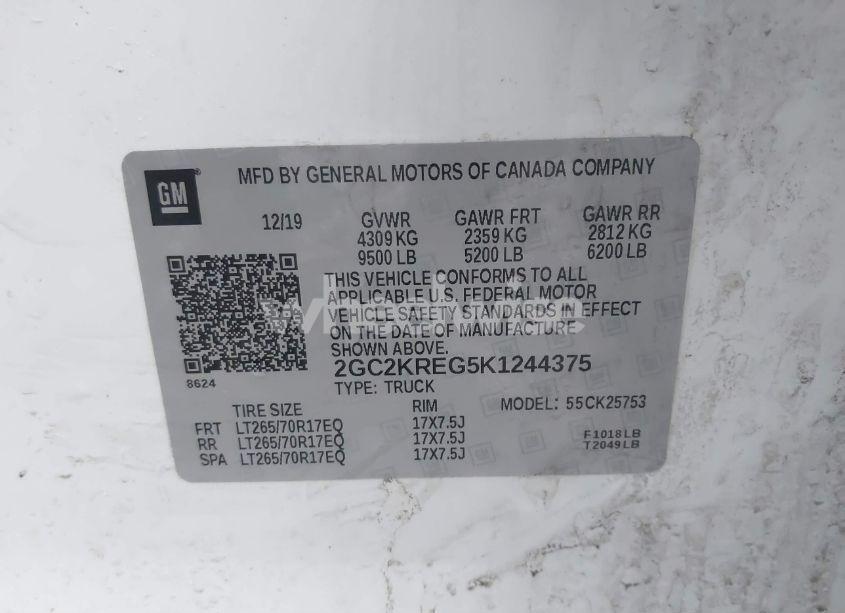 GM
MFD BY GENERAL MOTORS OF CANADA COMPANY
12/19 GVWR GAWR FRT GAWR RR
4309 KG 2359 KG 2812 KG
9500 LB 5200 LB 6200 LB
THIS VEHICLE CONFORMS TO ALL
APPLICABLE U.S. FEDERAL MOTOR
VEHICLE SAFETY STANDARDS IN EFFECT
ON THE DATE OF MANUFACTURE
SHOWN ABOVE.
8624
2GC2KREG5K1244375
TYPE: TRUCK
TIRE SIZE RIM MODEL: 55CK25753
FRT LT265/70R17EQ 17X7.5J
RR LT265/70R17EQ 17X7.5J F1018LB
SPA LT265/70R17EQ 17X7.5J T2049LB